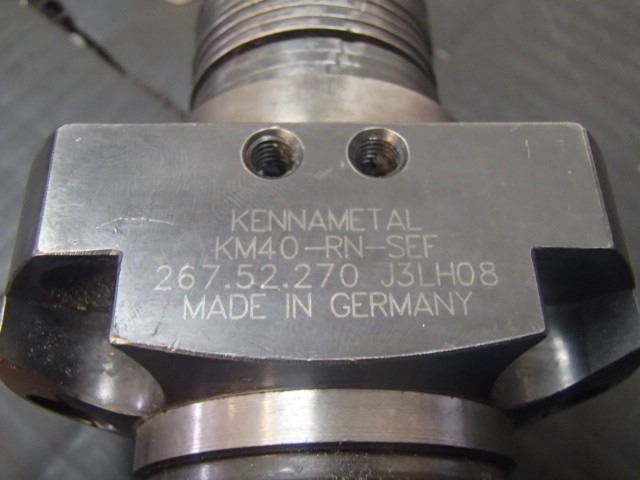 KENNAMETAL
KM40-RN-SEF
267.52.270 J3LH08
MADE IN GERMANY